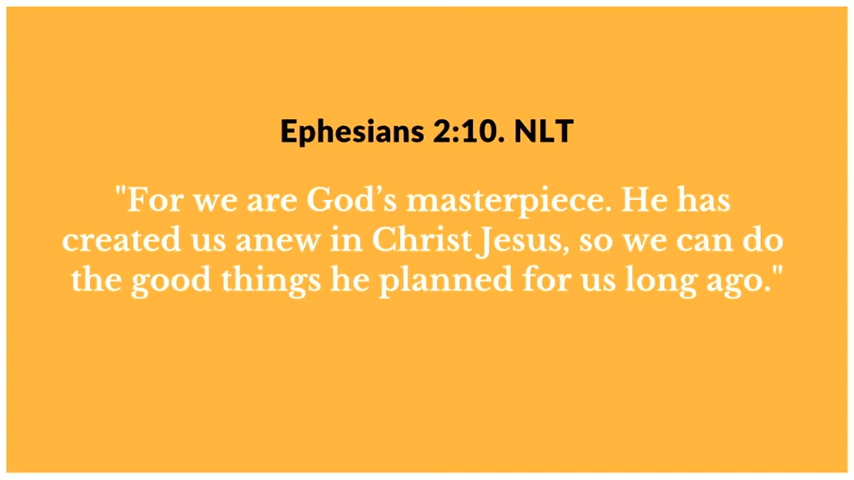 Ephesians 2:10. NLT
"For we are God’s masterpiece. He has
created us anew in Christ Jesus, so we can do
the good things he planned for us long ago."